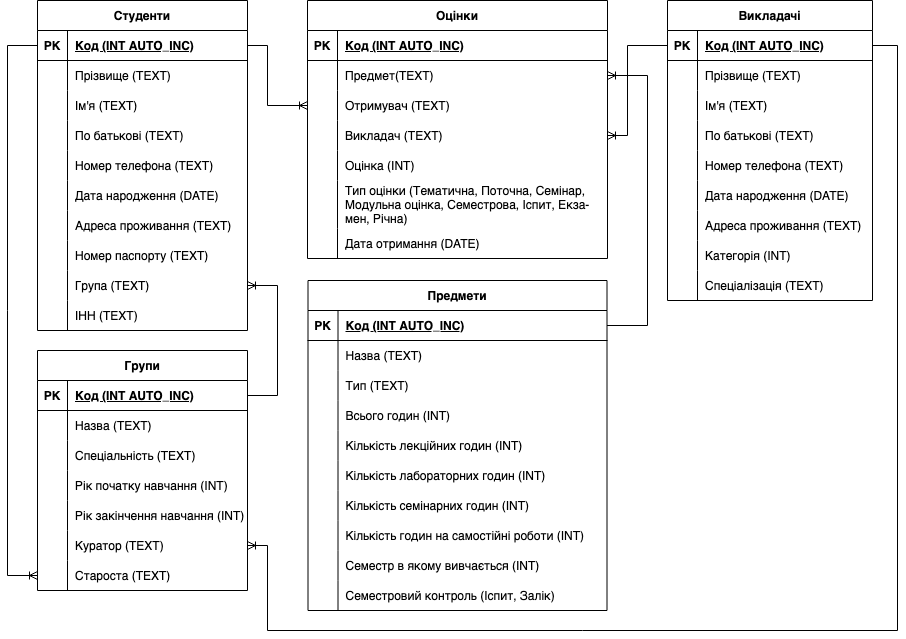 Студенти
PK Код (INT AUTO_INC)
Прізвище (TEXT)
Ім'я (TEXT)
По батькові (TEXT)
Номер телефона (TEXT)
Дата народження (DATE)
Адреса проживання (TEXT)
Номер паспорту (TEXT)
Група (TEXT)
ІНН (TEXT)
Групи
PK Код (INT AUTO_INC)
Назва (TEXT)
Спеціальність (TEXT)
Рік початку навчання (INT)
Рік закінчення навчання (INT)
Куратор (TEXT)
Староста (TEXT)
Оцінки
PK Код (INT AUTO_INC)
Предмет(TEXT)
Отримувач (TEXT)
Викладач (TEXT)
Оцінка (INT)
Тип оцінки (Тематична, Поточна, Семінар,
Модульна оцінка, Семестрова, Іспит, Екза-
мен, Річна)
Дата отримання (DATE)
Предмети
PK Код (INT AUTO_INC)
Назва (TEXT)
Тип (TEXT)
Всього годин (INT)
Кількість лекційних годин (INT)
Кількість лабораторних годин (INT)
Кількість семінарних годин (INT)
Кількість годин на самостійні роботи (INT)
Семестр в якому вивчається (INT)
Семестровий контроль (Іспит, Залік)
Викладачі
PK Код (INT AUTO_INC)
Прізвище (TEXT)
Ім'я (TEXT)
По батькові (TEXT)
Номер телефона (TEXT)
Дата народження (DATE)
Адреса проживання (TEXT)
Категорія (INT)
Спеціалізація (TEXT)